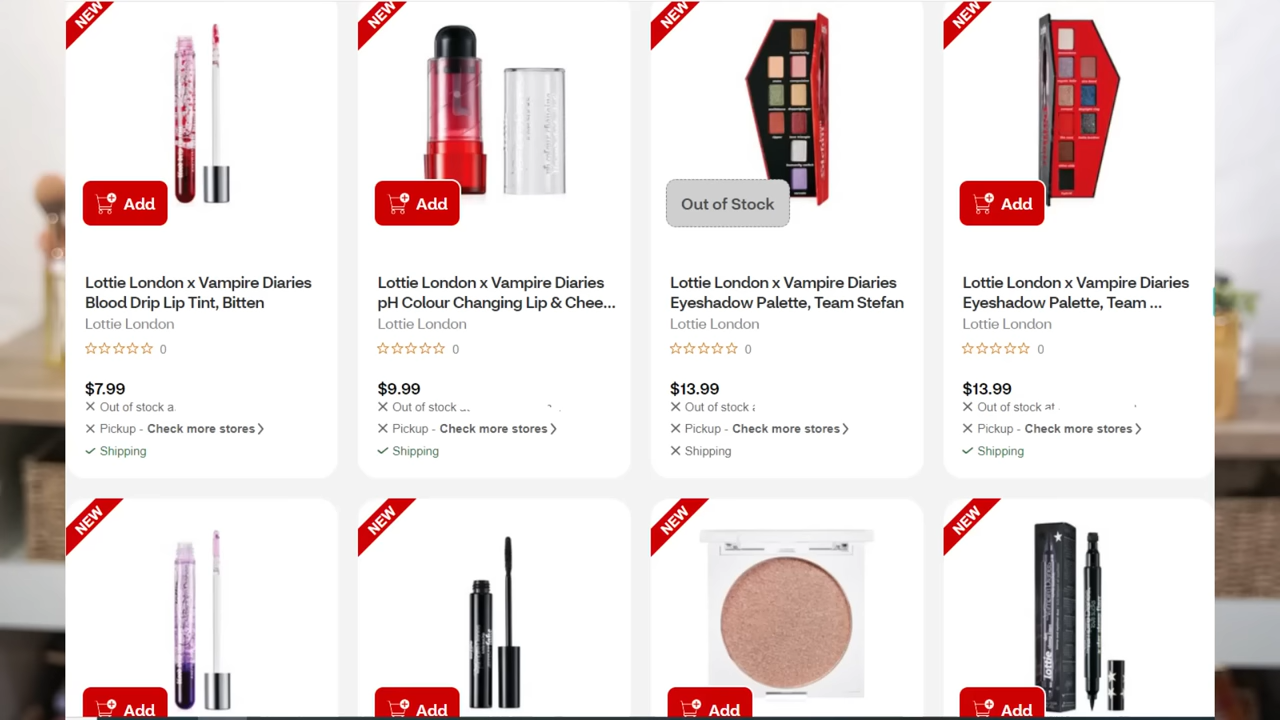 NEW
NEW
NEW
NEW
Add
Add
Out of Stock
Add
Lottie London x Vampire Diaries
Blood Drip Lip Tint, Bitten
Lottie London
0
$7.99
Out of stock a
Pickup - Check more stores
Shipping
Lottie London x Vampire Diaries
pH Colour Changing Lip & Chee...
Lottie London
0
$9.99
Out of stock
Pickup - Check more stores
Shipping
Lottie London x Vampire Diaries
Eyeshadow Palette, Team Stefan
Lottie London
0
$13.99
Out of stock
Pickup - Check more stores
Shipping
Lottie London x Vampire Diaries
Eyeshadow Palette, Team ...
Lottie London
0
$13.99
Out of stock at
Pickup - Check more stores
Shipping
NEW
NEW
NEW
NEW
lottie
Add
Add
Add
Add